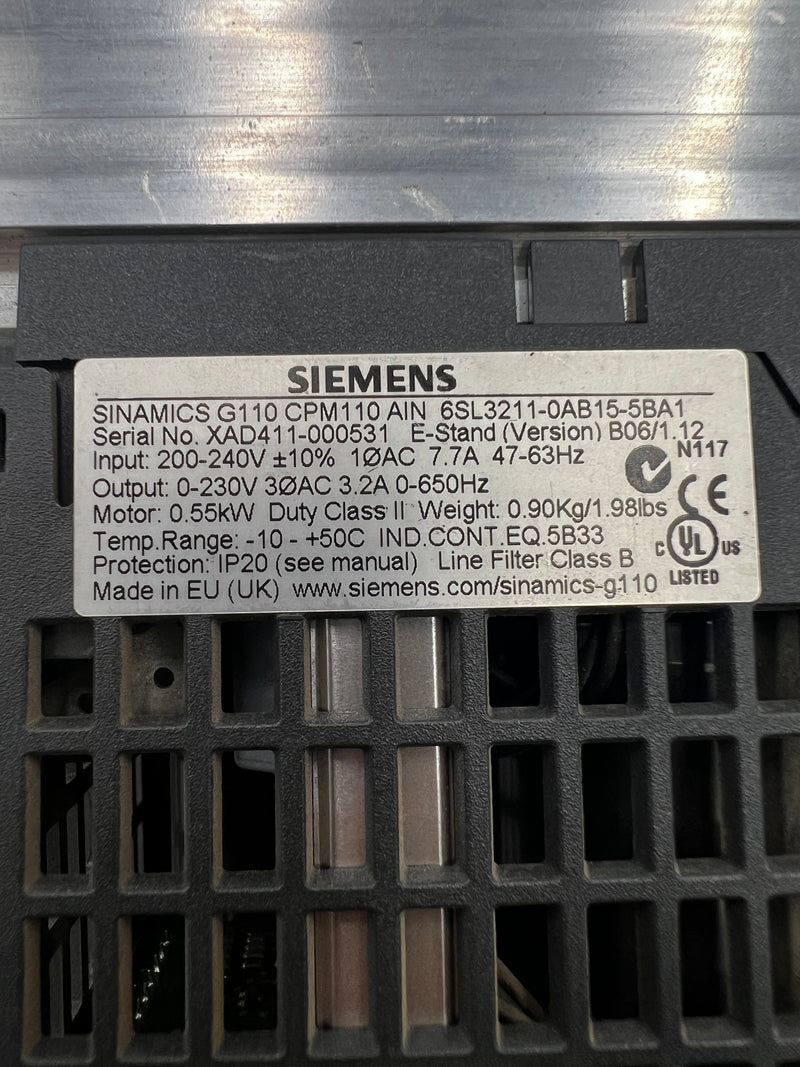 SIEMENS
SINAMICS G110 CPM110 AIN 6SL3211-0AB15-5BA1
Serial No. XAD411-000531 E-Stand (Version) B06/1.12
Input: 200-240V ±10% 1ØAC 7.7A 47-63Hz
N117
Output: 0-230V 3ØAC 3.2A 0-650Hz
CE
Motor: 0.55kW Duty Class II Weight: 0.90Kg/1.98lbs
Temp.Range: -10 - +50C IND.CONT.EQ.5B33
C UL US
Protection: IP20 (see manual) Line Filter Class B
LISTED
Made in EU (UK) www.siemens.com/sinamics-g110